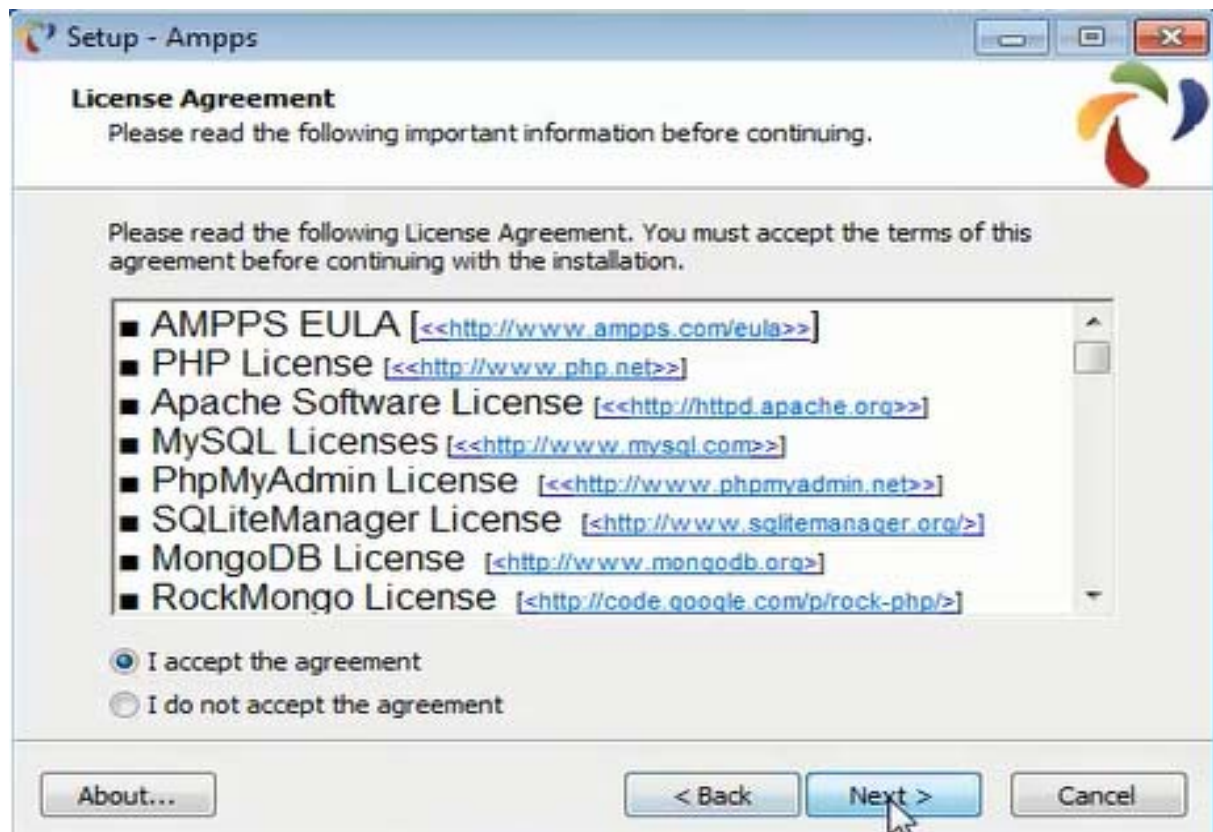 Setup - Ampps
License Agreement
Please read the following important information before continuing.
Please read the following License Agreement. You must accept the terms of this
agreement before continuing with the installation.
■ AMPPS EULA [<<http://www.ampps.com/eula>>]
■ PHP License [<<http://www.php.net>>]
■ Apache Software License [<<http://httpd.apache.org>>]
■ MySQL Licenses [<<http://www.mysql.com>>]
■ PhpMyAdmin License [<<http://www.phpmyadmin.net>>]
■ SQLiteManager License [<http://www.sqlitemanager.org/>]
■ MongoDB License [<http://www.mongodb.org>]
■ RockMongo License [<http://code.google.com/p/rock-php/>]
I accept the agreement
I do not accept the agreement
About... < Back Next > Cancel